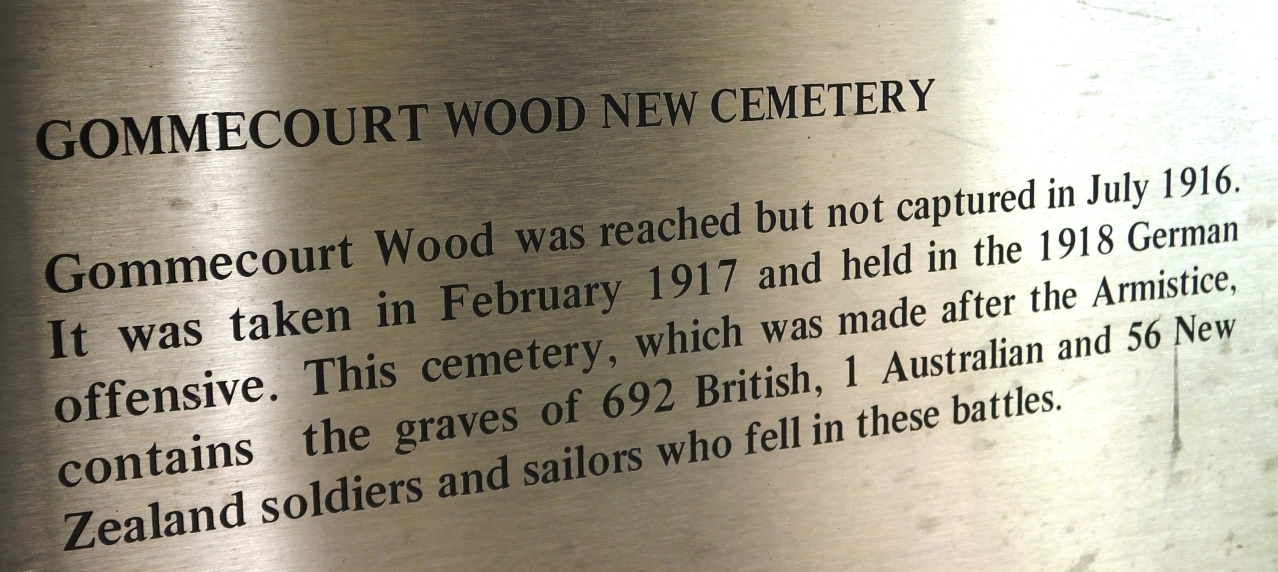 GOMMECOURT WOOD NEW CEMETERY
Gommecourt Wood was reached but not captured in July 1916.
It was taken in February 1917 and held in the 1918 German
offensive. This cemetery, which was made after the Armistice,
contains the graves of 692 British, 1 Australian and 56 New
Zealand soldiers and sailors who fell in these battles.